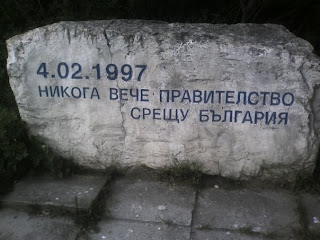 4.02.1997
НИКОГА ВЕЧЕ ПРАВИТЕЛСТВО
СРЕЩУ БЪЛГАРИЯ